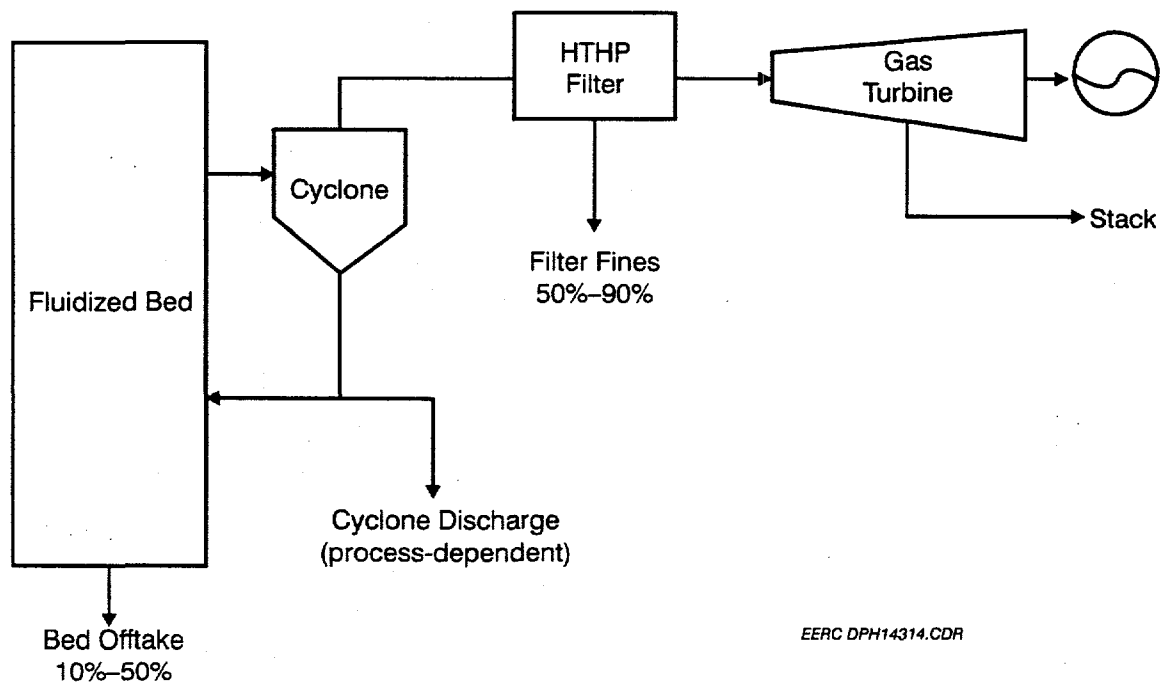 HTHP
Filter
Gas
Turbine
Cyclone
Stack
Filter Fines
50%–90%
Fluidized Bed
Cyclone Discharge
(process-dependent)
Bed Offtake
10%–50%
EERC DPH14314.CDR